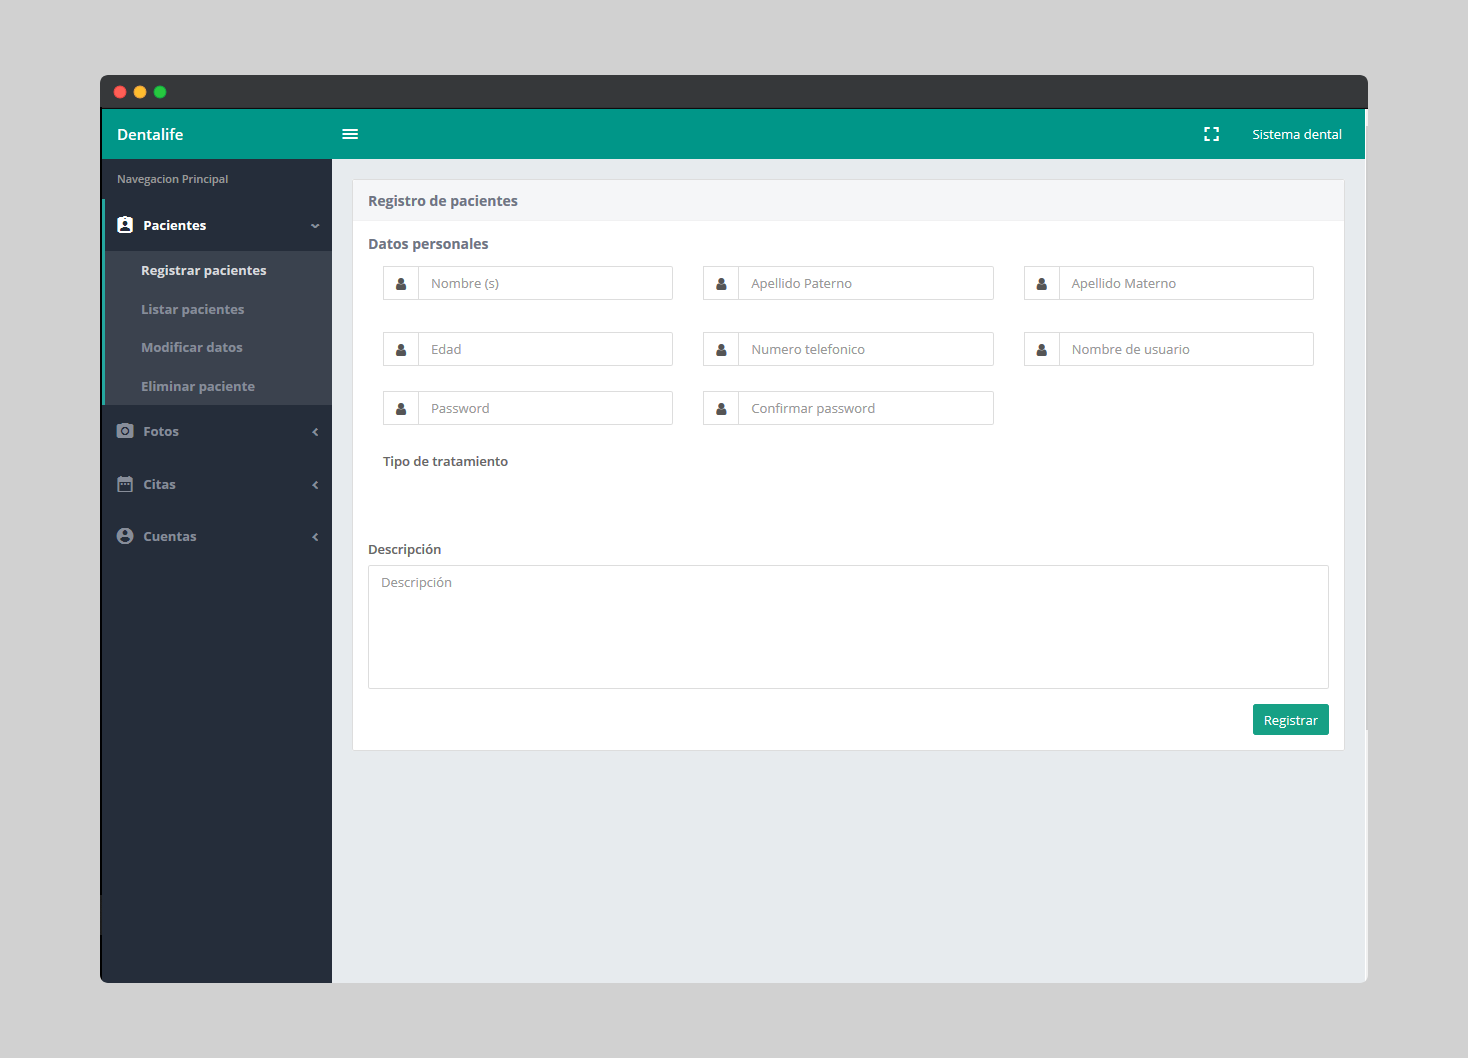 Dentalife
Sistema dental
Navegacion Principal
Pacientes
Registrar pacientes
Listar pacientes
Modificar datos
Eliminar paciente
Fotos
Citas
Cuentas
Registro de pacientes
Datos personales
Nombre (s)
Apellido Paterno
Apellido Materno
Edad
Numero telefonico
Nombre de usuario
Password
Confirmar password
Tipo de tratamiento
Descripción
Descripción
Registrar